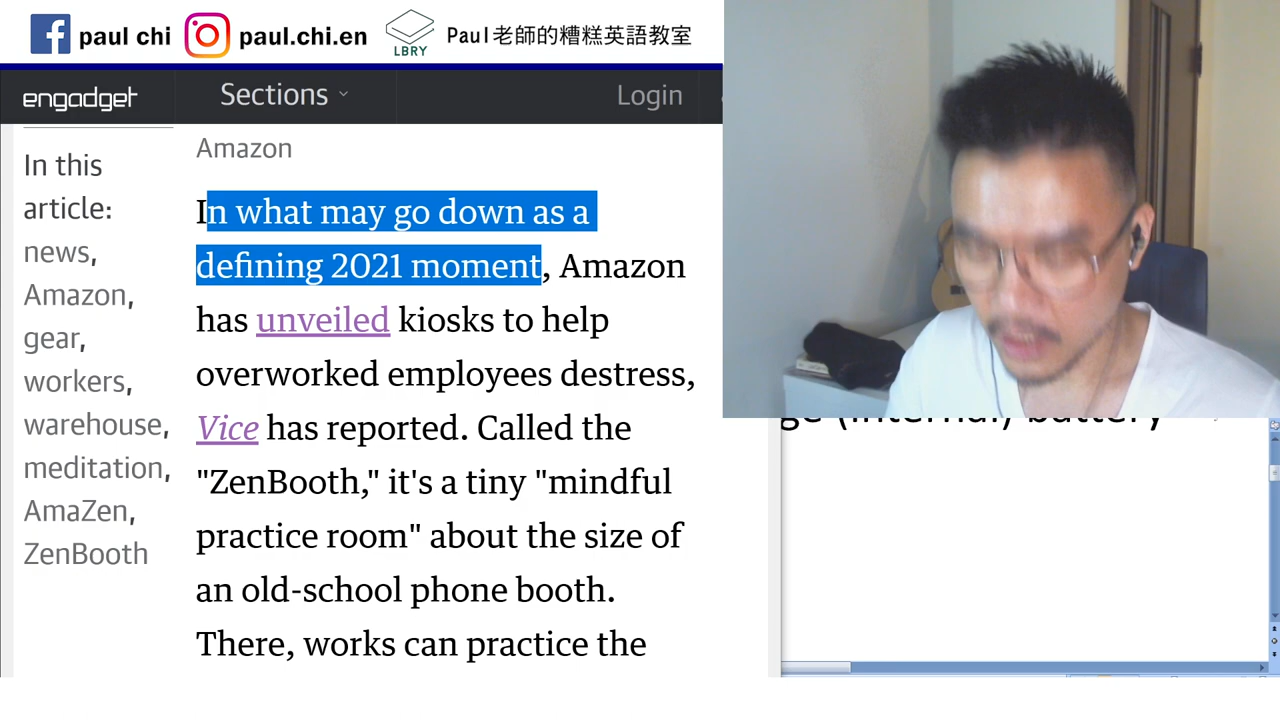 paul chi
paul.chi.en
LBRY
Paul老師的糟糕英語教室
engadget
Sections
Login
In this
article:
news,
Amazon,
gear,
workers,
warehouse,
meditation,
AmaZen,
ZenBooth
Amazon
In what may go down as a
defining 2021 moment, Amazon
has unveiled kiosks to help
overworked employees destress,
Vice has reported. Called the
"ZenBooth," it's a tiny "mindful
practice room" about the size of
an old-school phone booth.
There, works can practice the
(internal) battery